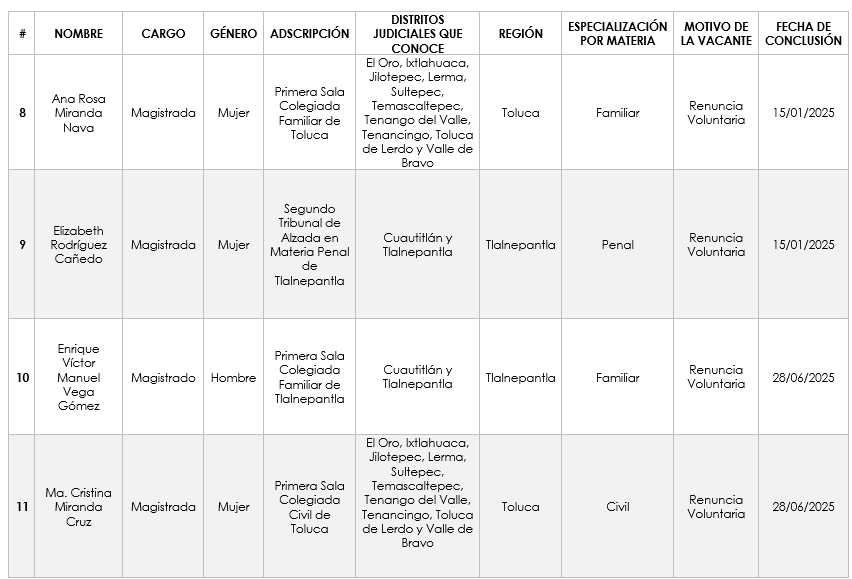 # NOMBRE CARGO GÉNERO ADSCRIPCIÓN DISTRITOS JUDICIALES QUE CONOCE REGIÓN ESPECIALIZACIÓN POR MATERIA MOTIVO DE LA VACANTE FECHA DE CONCLUSIÓN
8 Ana Rosa Miranda Nava Magistrada Mujer Primera Sala Colegiada Familiar de Toluca El Oro, Ixtlahuaca, Jilotepec, Lerma, Sultepec, Temascaltepec, Tenango del Valle, Tenancingo, Toluca de Lerdo y Valle de Bravo Toluca Familiar Renuncia Voluntaria 15/01/2025
9 Elizabeth Rodríguez Cañedo Magistrada Mujer Segundo Tribunal de Alzada en Materia Penal de Tlalnepantla Cuautitlán y Tlalnepantla Tlalnepantla Penal Renuncia Voluntaria 15/01/2025
10 Enrique Víctor Manuel Vega Gómez Magistrado Hombre Primera Sala Colegiada Familiar de Tlalnepantla Cuautitlán y Tlalnepantla Tlalnepantla Familiar Renuncia Voluntaria 28/06/2025
11 Ma. Cristina Miranda Cruz Magistrada Mujer Primera Sala Colegiada Civil de Toluca El Oro, Ixtlahuaca, Jilotepec, Lerma, Sultepec, Temascaltepec, Tenango del Valle, Tenancingo, Toluca de Lerdo y Valle de Bravo Toluca Civil Renuncia Voluntaria 28/06/2025